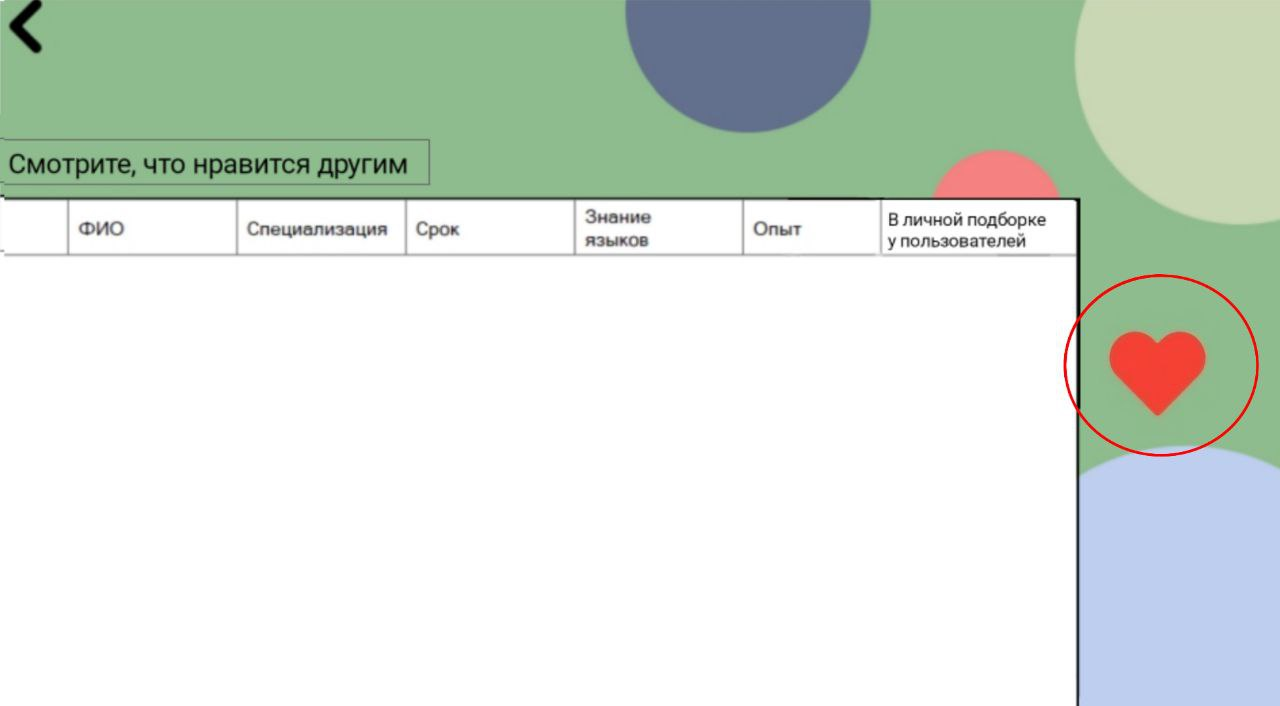 Смотрите, что нравится другим
ФИО
Специализация
Срок
Знание
языков
Опыт
В личной подборке
у пользователей